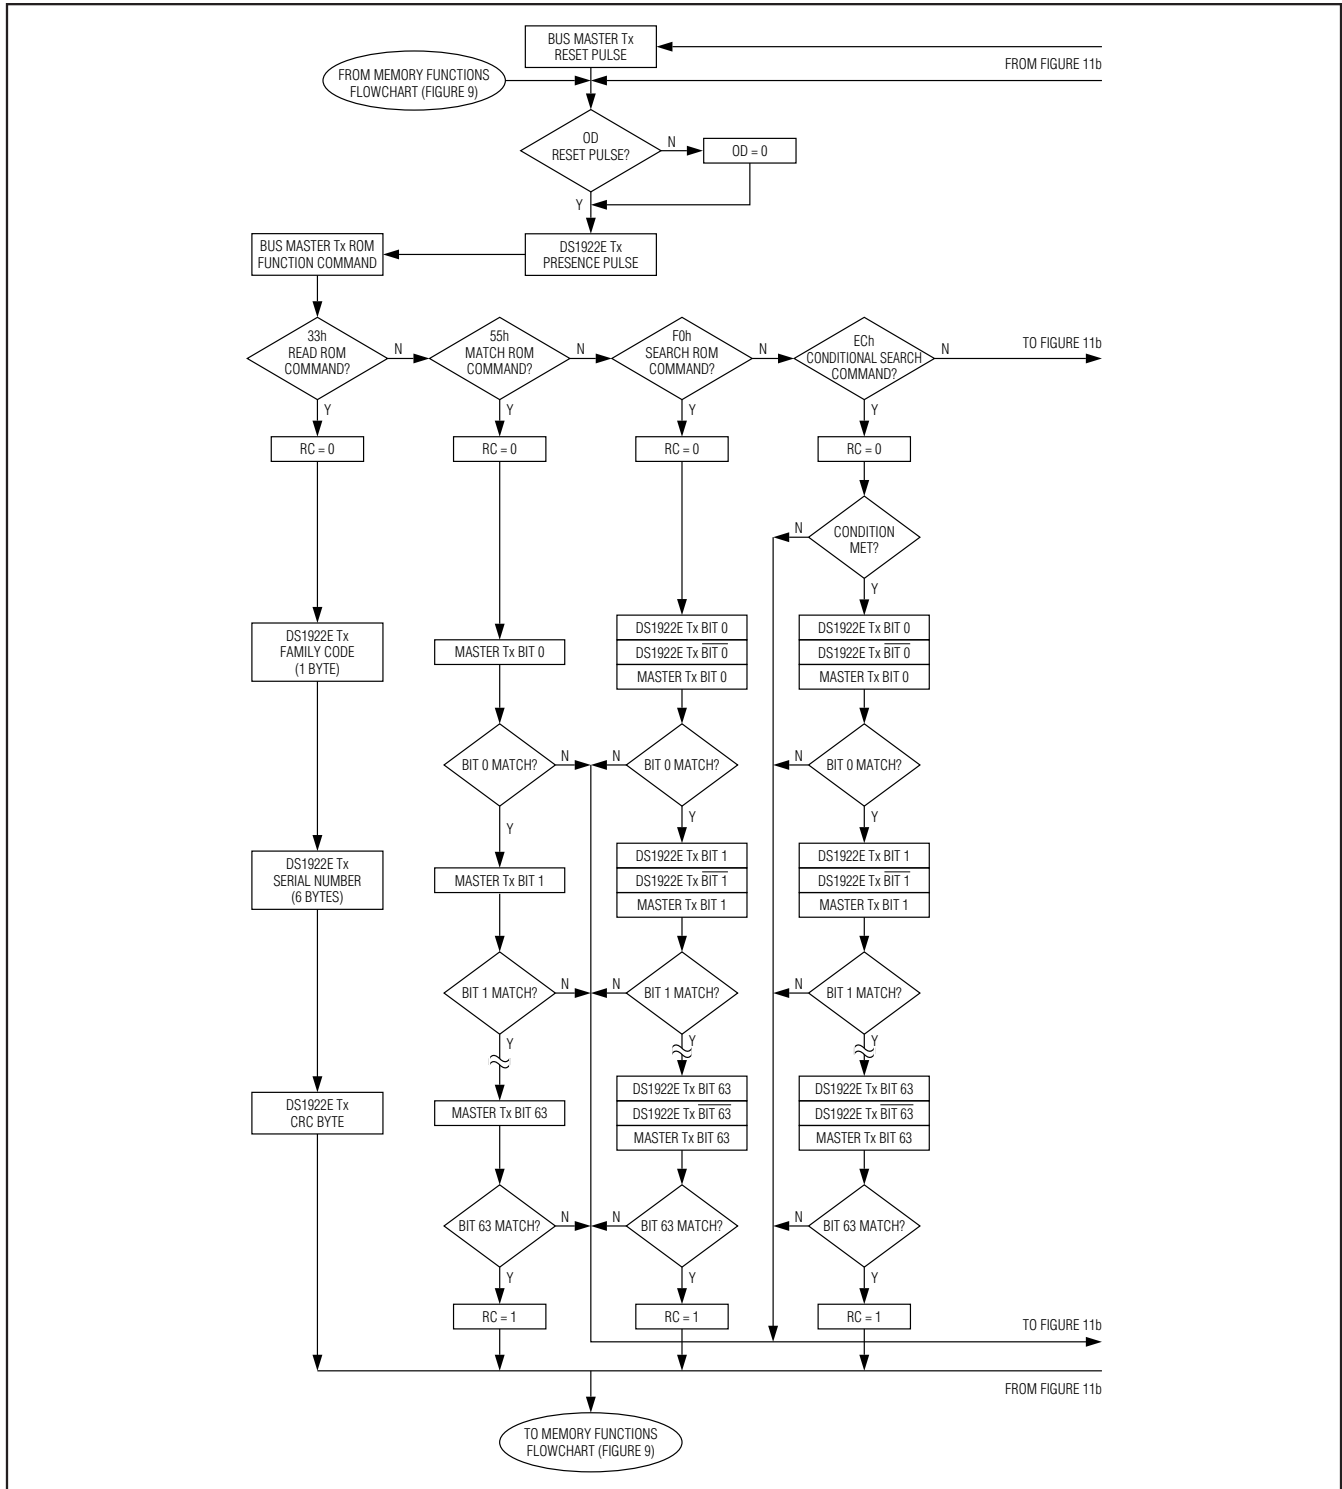 BUS MASTER Tx
RESET PULSE
FROM FIGURE 11b
FROM MEMORY FUNCTIONS
FLOWCHART (FIGURE 9)
OD
RESET PULSE?
N
OD = 0
Y
BUS MASTER Tx ROM
FUNCTION COMMAND
DS1922E Tx
PRESENCE PULSE
33h
READ ROM
COMMAND?
N
55h
MATCH ROM
COMMAND?
N
F0h
SEARCH ROM
COMMAND?
N
ECh
CONDITIONAL SEARCH
COMMAND?
N
TO FIGURE 11b
Y
Y
Y
Y
RC = 0
RC = 0
RC = 0
RC = 0
N
CONDITION
MET?
Y
DS1922E Tx
FAMILY CODE
(1 BYTE)
MASTER Tx BIT 0
DS1922E Tx BIT 0
DS1922E Tx B̅I̅T̅ ̅0̅
MASTER Tx BIT 0
DS1922E Tx BIT 0
DS1922E Tx B̅I̅T̅ ̅0̅
MASTER Tx BIT 0
BIT 0 MATCH?
N
N
BIT 0 MATCH?
N
BIT 0 MATCH?
Y
Y
Y
DS1922E Tx
SERIAL NUMBER
(6 BYTES)
MASTER Tx BIT 1
DS1922E Tx BIT 1
DS1922E Tx B̅I̅T̅ ̅1̅
MASTER Tx BIT 1
DS1922E Tx BIT 1
DS1922E Tx B̅I̅T̅ ̅1̅
MASTER Tx BIT 1
BIT 1 MATCH?
N
N
BIT 1 MATCH?
N
BIT 1 MATCH?
Y
Y
Y
DS1922E Tx
CRC BYTE
MASTER Tx BIT 63
DS1922E Tx BIT 63
DS1922E Tx B̅I̅T̅ ̅6̅3̅
MASTER Tx BIT 63
DS1922E Tx BIT 63
DS1922E Tx B̅I̅T̅ ̅6̅3̅
MASTER Tx BIT 63
BIT 63 MATCH?
N
N
BIT 63 MATCH?
N
BIT 63 MATCH?
Y
Y
Y
RC = 1
RC = 1
RC = 1
TO FIGURE 11b
FROM FIGURE 11b
TO MEMORY FUNCTIONS
FLOWCHART (FIGURE 9)